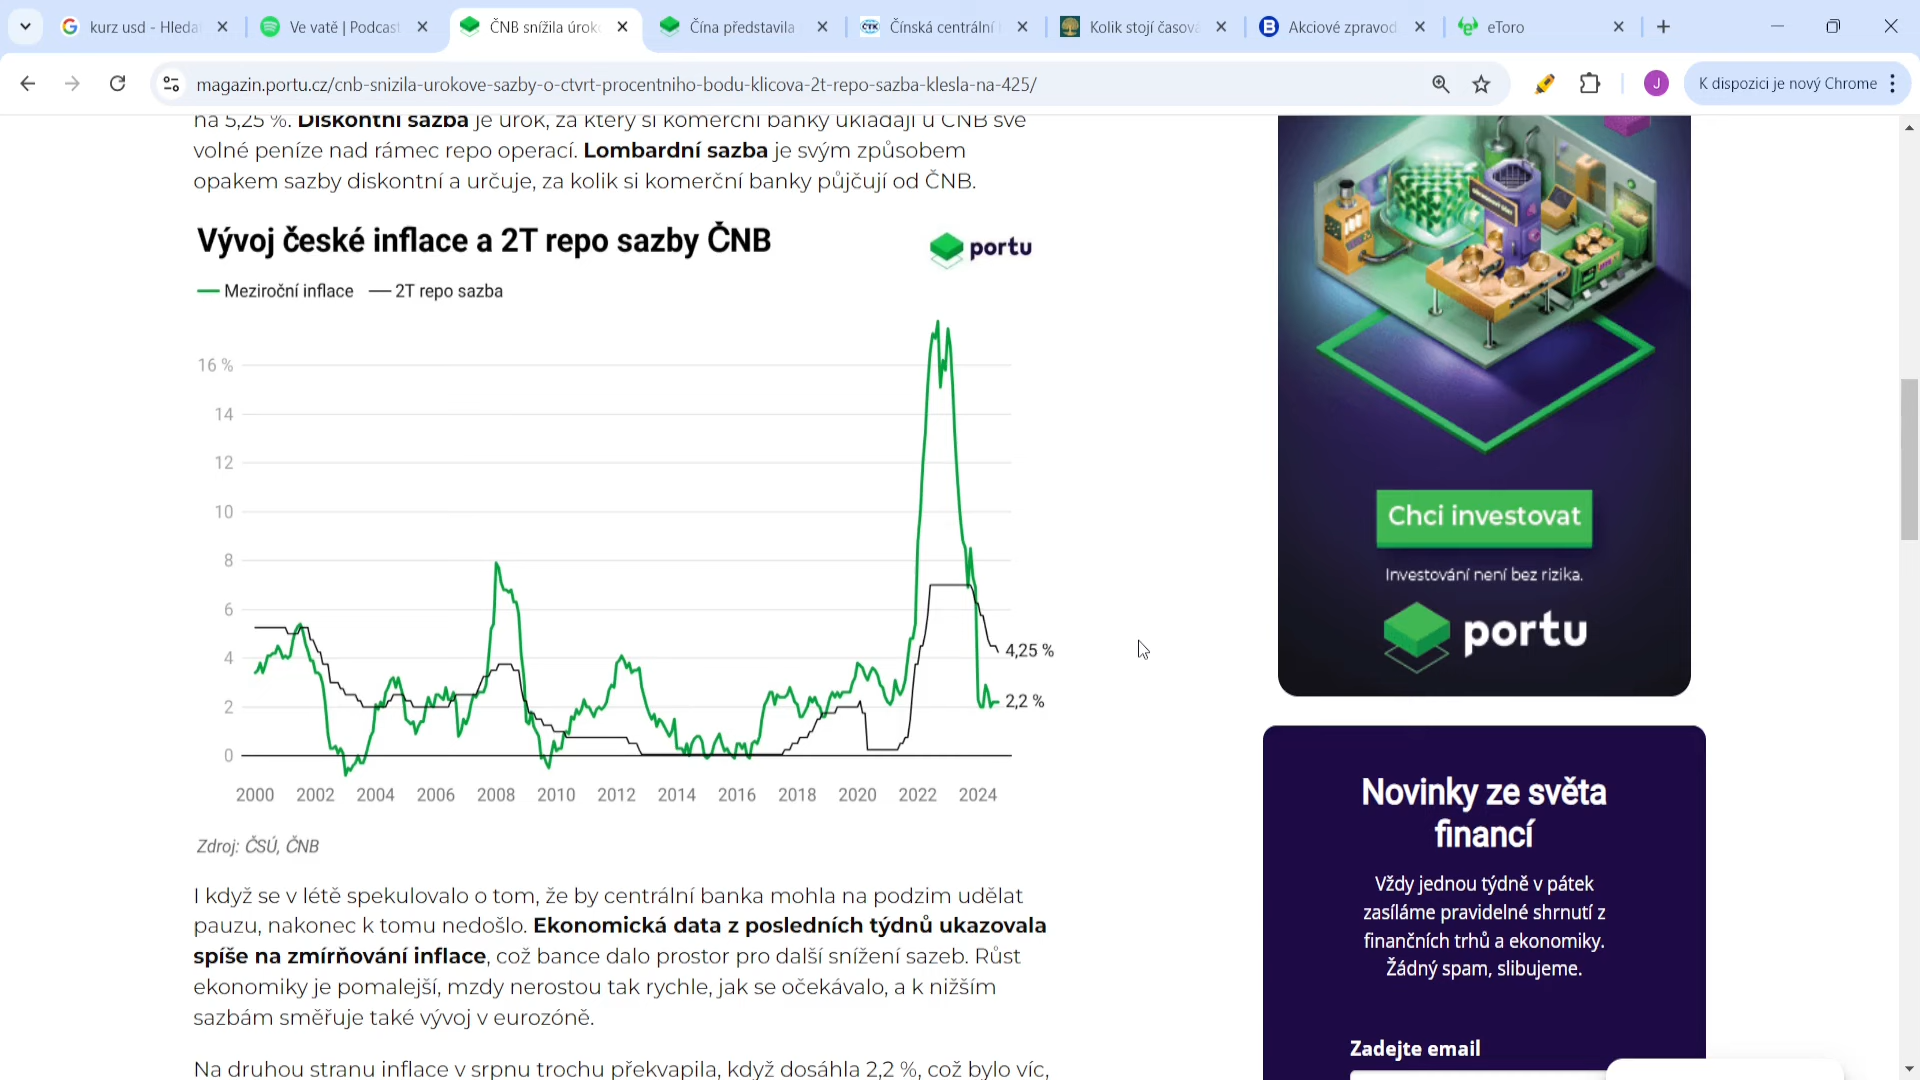 kurz usd - Hleda
Ve vatě | Podcast
ČNB snížila úrok
Čína představila
ČTK
Čínská centrální
Kolik stojí časov
B
Akciové zpravod
eToro
magazin.portu.cz/cnb-snizila-urokove-sazby-o-ctvrt-procentniho-bodu-klicova-2t-repo-sazba-klesla-na-425/
J
K dispozici je nový Chrome
na 5,25 %. Diskontní sazba je úrok, za který si komerční banky ukládají u ČNB své
volné peníze nad rámec repo operací. Lombardní sazba je svým způsobem
opakem sazby diskontní a určuje, za kolik si komerční banky půjčují od ČNB.
Vývoj české inflace a 2T repo sazby ČNB
portu
Meziroční inflace
2T repo sazba
16 %
14
12
10
8
6
4
2
0
4,25 %
2,2 %
2000 2002 2004 2006 2008 2010 2012 2014 2016 2018 2020 2022 2024
Zdroj: ČSÚ, ČNB
I když se v létě spekulovalo o tom, že by centrální banka mohla na podzim udělat
pauzu, nakonec k tomu nedošlo. Ekonomická data z posledních týdnů ukazovala
spíše na zmírňování inflace, což bance dalo prostor pro další snížení sazeb. Růst
ekonomiky je pomalejší, mzdy nerostou tak rychle, jak se očekávalo, a k nižším
sazbám směřuje také vývoj v eurozóně.
Na druhou stranu inflace v srpnu trochu překvapila, když dosáhla 2,2 %, což bylo víc,
Chci investovat
Investování není bez rizika.
portu
Novinky ze světa
financí
Vždy jednou týdně v pátek
zasíláme pravidelné shrnutí z
finančních trhů a ekonomiky.
Žádný spam, slibujeme.
Zadejte email